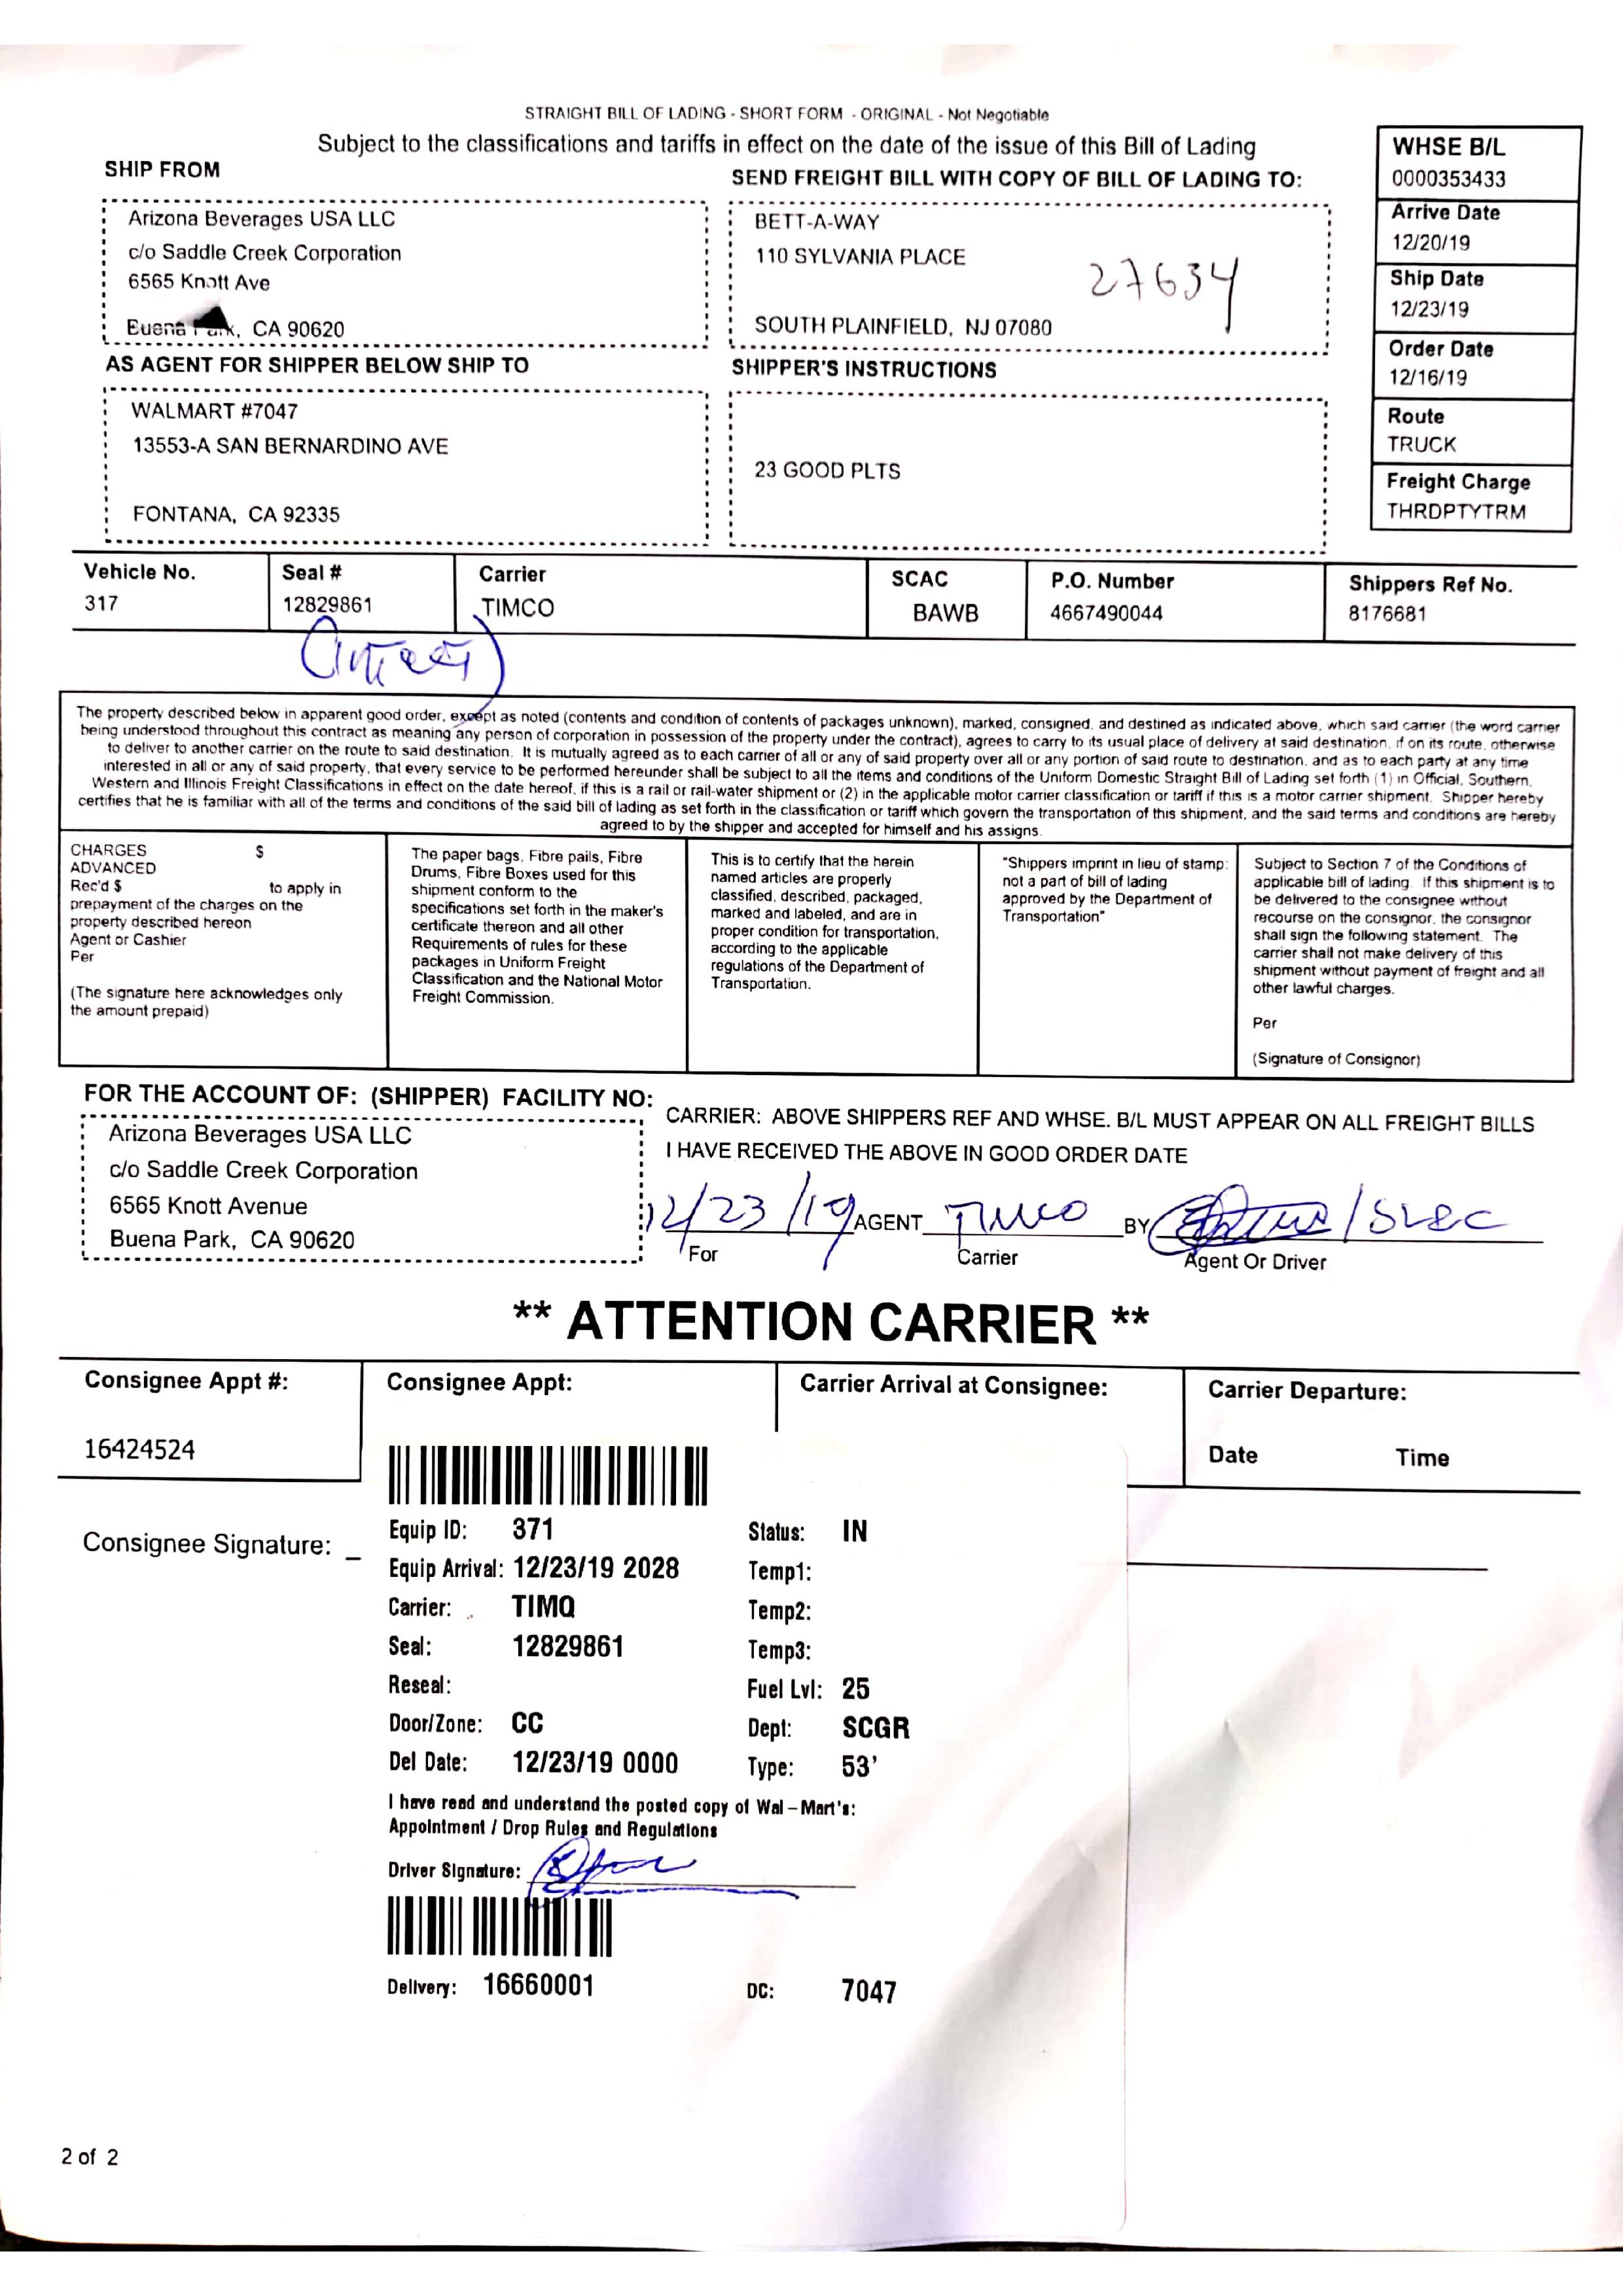 STRAIGHT BILL OF LADING - SHORT FORM - ORIGINAL - Not Negotiable
Subject to the classifications and tariffs in effect on the date of the issue of this Bill of Lading
SHIP FROM
Arizona Beverages USA LLC
c/o Saddle Creek Corporation
6565 Knott Ave
Buena Park, CA 90620
SEND FREIGHT BILL WITH COPY OF BILL OF LADING TO:
BETT-A-WAY
110 SYLVANIA PLACE
27634
SOUTH PLAINFIELD, NJ 07080
WHSE B/L
0000353433
Arrive Date
12/20/19
Ship Date
12/23/19
Order Date
12/16/19
Route
TRUCK
Freight Charge
THRDPTYTRM
AS AGENT FOR SHIPPER BELOW SHIP TO
WALMART #7047
13553-A SAN BERNARDINO AVE
FONTANA, CA 92335
SHIPPER'S INSTRUCTIONS
23 GOOD PLTS
Vehicle No.
317
Seal #
12829861
Carrier
TIMCO
SCAC
BAWB
P.O. Number
4667490044
Shippers Ref No.
8176681
The property described below in apparent good order, except as noted (contents and condition of contents of packages unknown), marked, consigned, and destined as indicated above, which said carrier (the word carrier
being understood throughout this contract as meaning any person of corporation in possession of the property under the contract), agrees to carry to its usual place of delivery at said destination, if on its route, otherwise
to deliver to another carrier on the route to said destination. It is mutually agreed as to each carrier of all or any of said property over all or any portion of said route to destination, and as to each party at any time
interested in all or any of said property, that every service to be performed hereunder shall be subject to all the items and conditions of the Uniform Domestic Straight Bill of Lading set forth (1) in Official, Southern,
Western and Illinois Freight Classifications in effect on the date hereof, if this is a rail or rail-water shipment or (2) in the applicable motor carrier classification or tariff if this is a motor carrier shipment. Shipper hereby
certifies that he is familiar with all of the terms and conditions of the said bill of lading as set forth in the classification or tariff which govern the transportation of this shipment, and the said terms and conditions are hereby
agreed to by the shipper and accepted for himself and his assigns.
CHARGES $
ADVANCED
Rec'd $ to apply in
prepayment of the charges on the
property described hereon
Agent or Cashier
Per
(The signature here acknowledges only
the amount prepaid)
The paper bags, Fibre pails, Fibre
Drums, Fibre Boxes used for this
shipment conform to the
specifications set forth in the maker's
certificate thereon and all other
Requirements of rules for these
packages in Uniform Freight
Classification and the National Motor
Freight Commission.
This is to certify that the herein
named articles are properly
classified, described, packaged,
marked and labeled, and are in
proper condition for transportation,
according to the applicable
regulations of the Department of
Transportation.
"Shippers imprint in lieu of stamp:
not a part of bill of lading
approved by the Department of
Transportation"
Subject to Section 7 of the Conditions of
applicable bill of lading. If this shipment is to
be delivered to the consignee without
recourse on the consignor, the consignor
shall sign the following statement. The
carrier shall not make delivery of this
shipment without payment of freight and all
other lawful charges.
Per
(Signature of Consignor)
FOR THE ACCOUNT OF: (SHIPPER) FACILITY NO:
Arizona Beverages USA LLC
c/o Saddle Creek Corporation
6565 Knott Avenue
Buena Park, CA 90620
CARRIER: ABOVE SHIPPERS REF AND WHSE. B/L MUST APPEAR ON ALL FREIGHT BILLS
I HAVE RECEIVED THE ABOVE IN GOOD ORDER DATE
12/23/19 AGENT TIMCO BY
For Carrier Agent Or Driver
** ATTENTION CARRIER **
Consignee Appt #:
16424524
Consignee Appt:
Carrier Arrival at Consignee:
Carrier Departure:
Date Time
Consignee Signature: _
Equip ID: 371 Status: IN
Equip Arrival: 12/23/19 2028 Temp1:
Carrier: TIMQ Temp2:
Seal: 12829861 Temp3:
Reseal: Fuel Lvl: 25
Door/Zone: CC Dept: SCGR
Del Date: 12/23/19 0000 Type: 53'
I have read and understand the posted copy of Wal-Mart's:
Appointment / Drop Rules and Regulations
Driver Signature:
Delivery: 16660001 DC: 7047
2 of 2